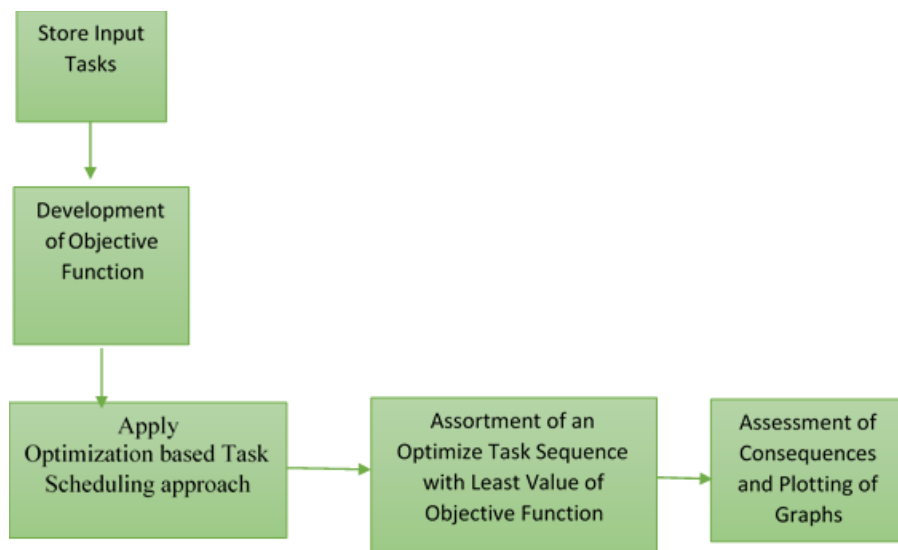 Store Input
Tasks
Development
of Objective
Function
Apply
Optimization based Task
Scheduling approach
Assortment of an
Optimize Task Sequence
with Least Value of
Objective Function
Assessment of
Consequences
and Plotting of
Graphs